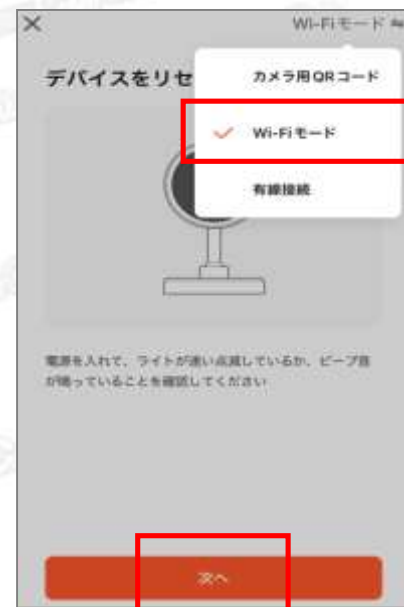 Wi-Fiモード
デバイスをリセ
カメラ用QRコード
Wi-Fiモード
有線接続
電源を入れて、ライトが速い点滅しているか、ビープ音
が鳴っていることを確認してください
次へ